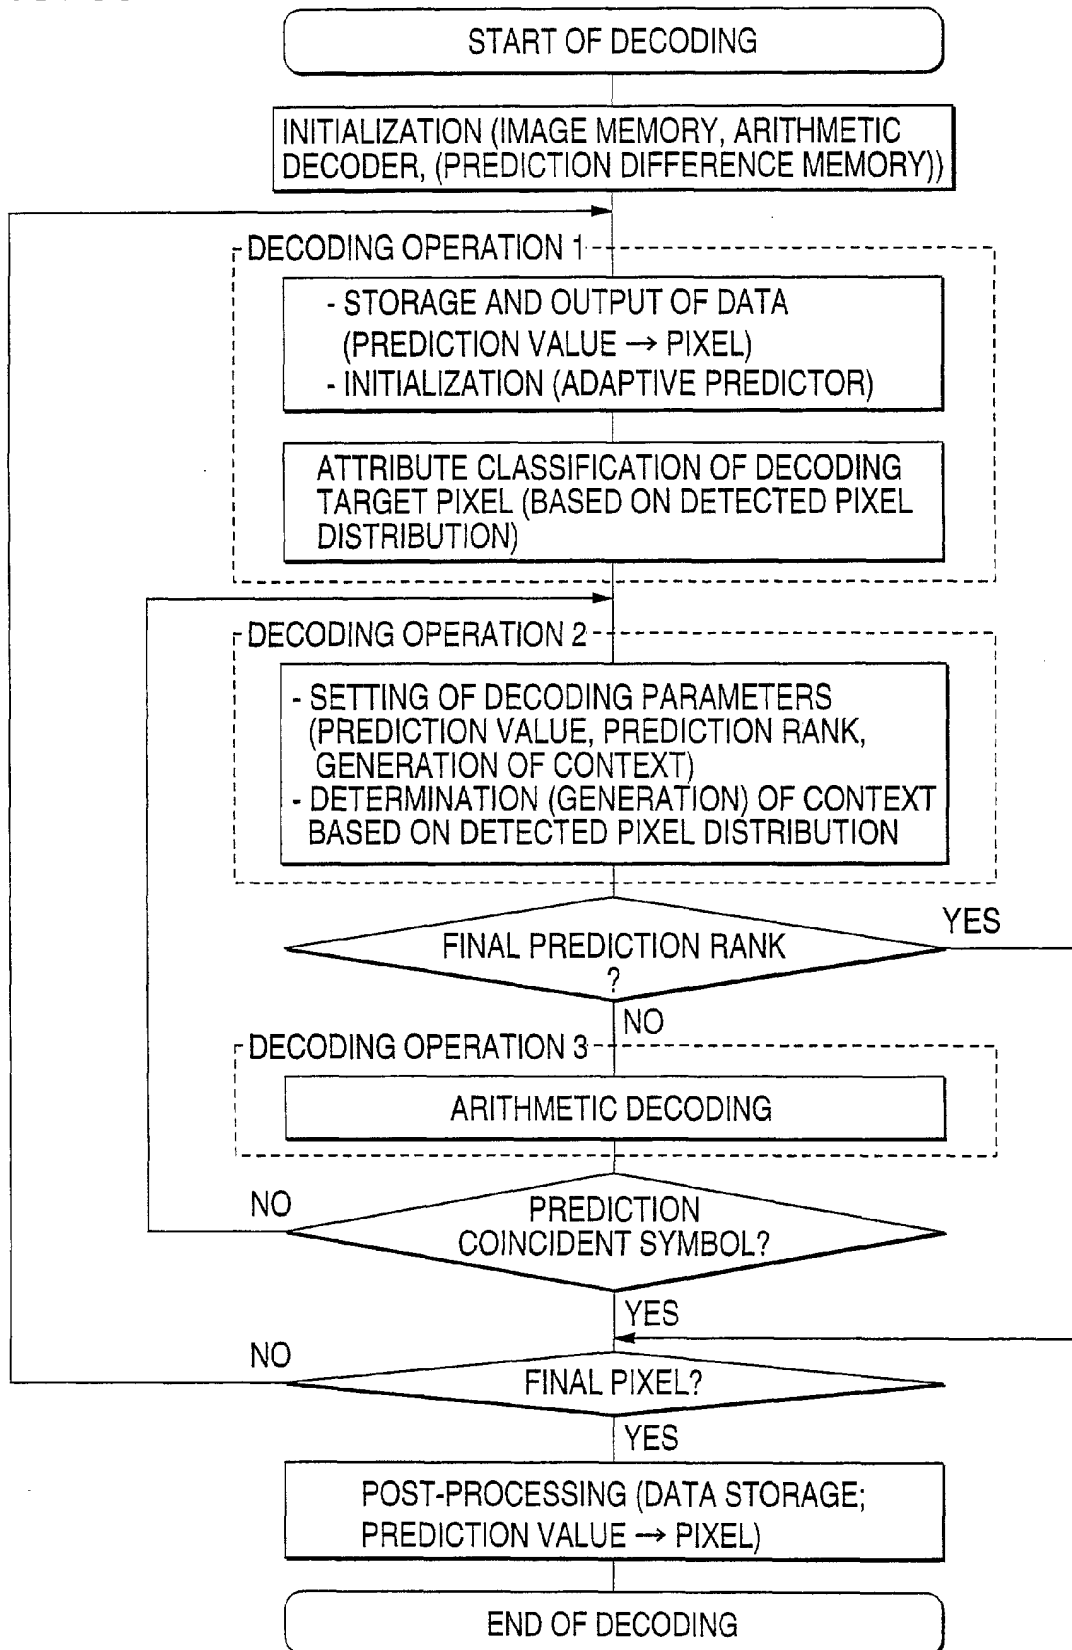 START OF DECODING
INITIALIZATION (IMAGE MEMORY, ARITHMETIC
DECODER, (PREDICTION DIFFERENCE MEMORY))
DECODING OPERATION 1
- STORAGE AND OUTPUT OF DATA
(PREDICTION VALUE → PIXEL)
- INITIALIZATION (ADAPTIVE PREDICTOR)
ATTRIBUTE CLASSIFICATION OF DECODING
TARGET PIXEL (BASED ON DETECTED PIXEL
DISTRIBUTION)
DECODING OPERATION 2
- SETTING OF DECODING PARAMETERS
(PREDICTION VALUE, PREDICTION RANK,
GENERATION OF CONTEXT)
- DETERMINATION (GENERATION) OF CONTEXT
BASED ON DETECTED PIXEL DISTRIBUTION
YES
FINAL PREDICTION RANK
?
NO
DECODING OPERATION 3
ARITHMETIC DECODING
NO
PREDICTION
COINCIDENT SYMBOL?
YES
NO
FINAL PIXEL?
YES
POST-PROCESSING (DATA STORAGE;
PREDICTION VALUE → PIXEL)
END OF DECODING